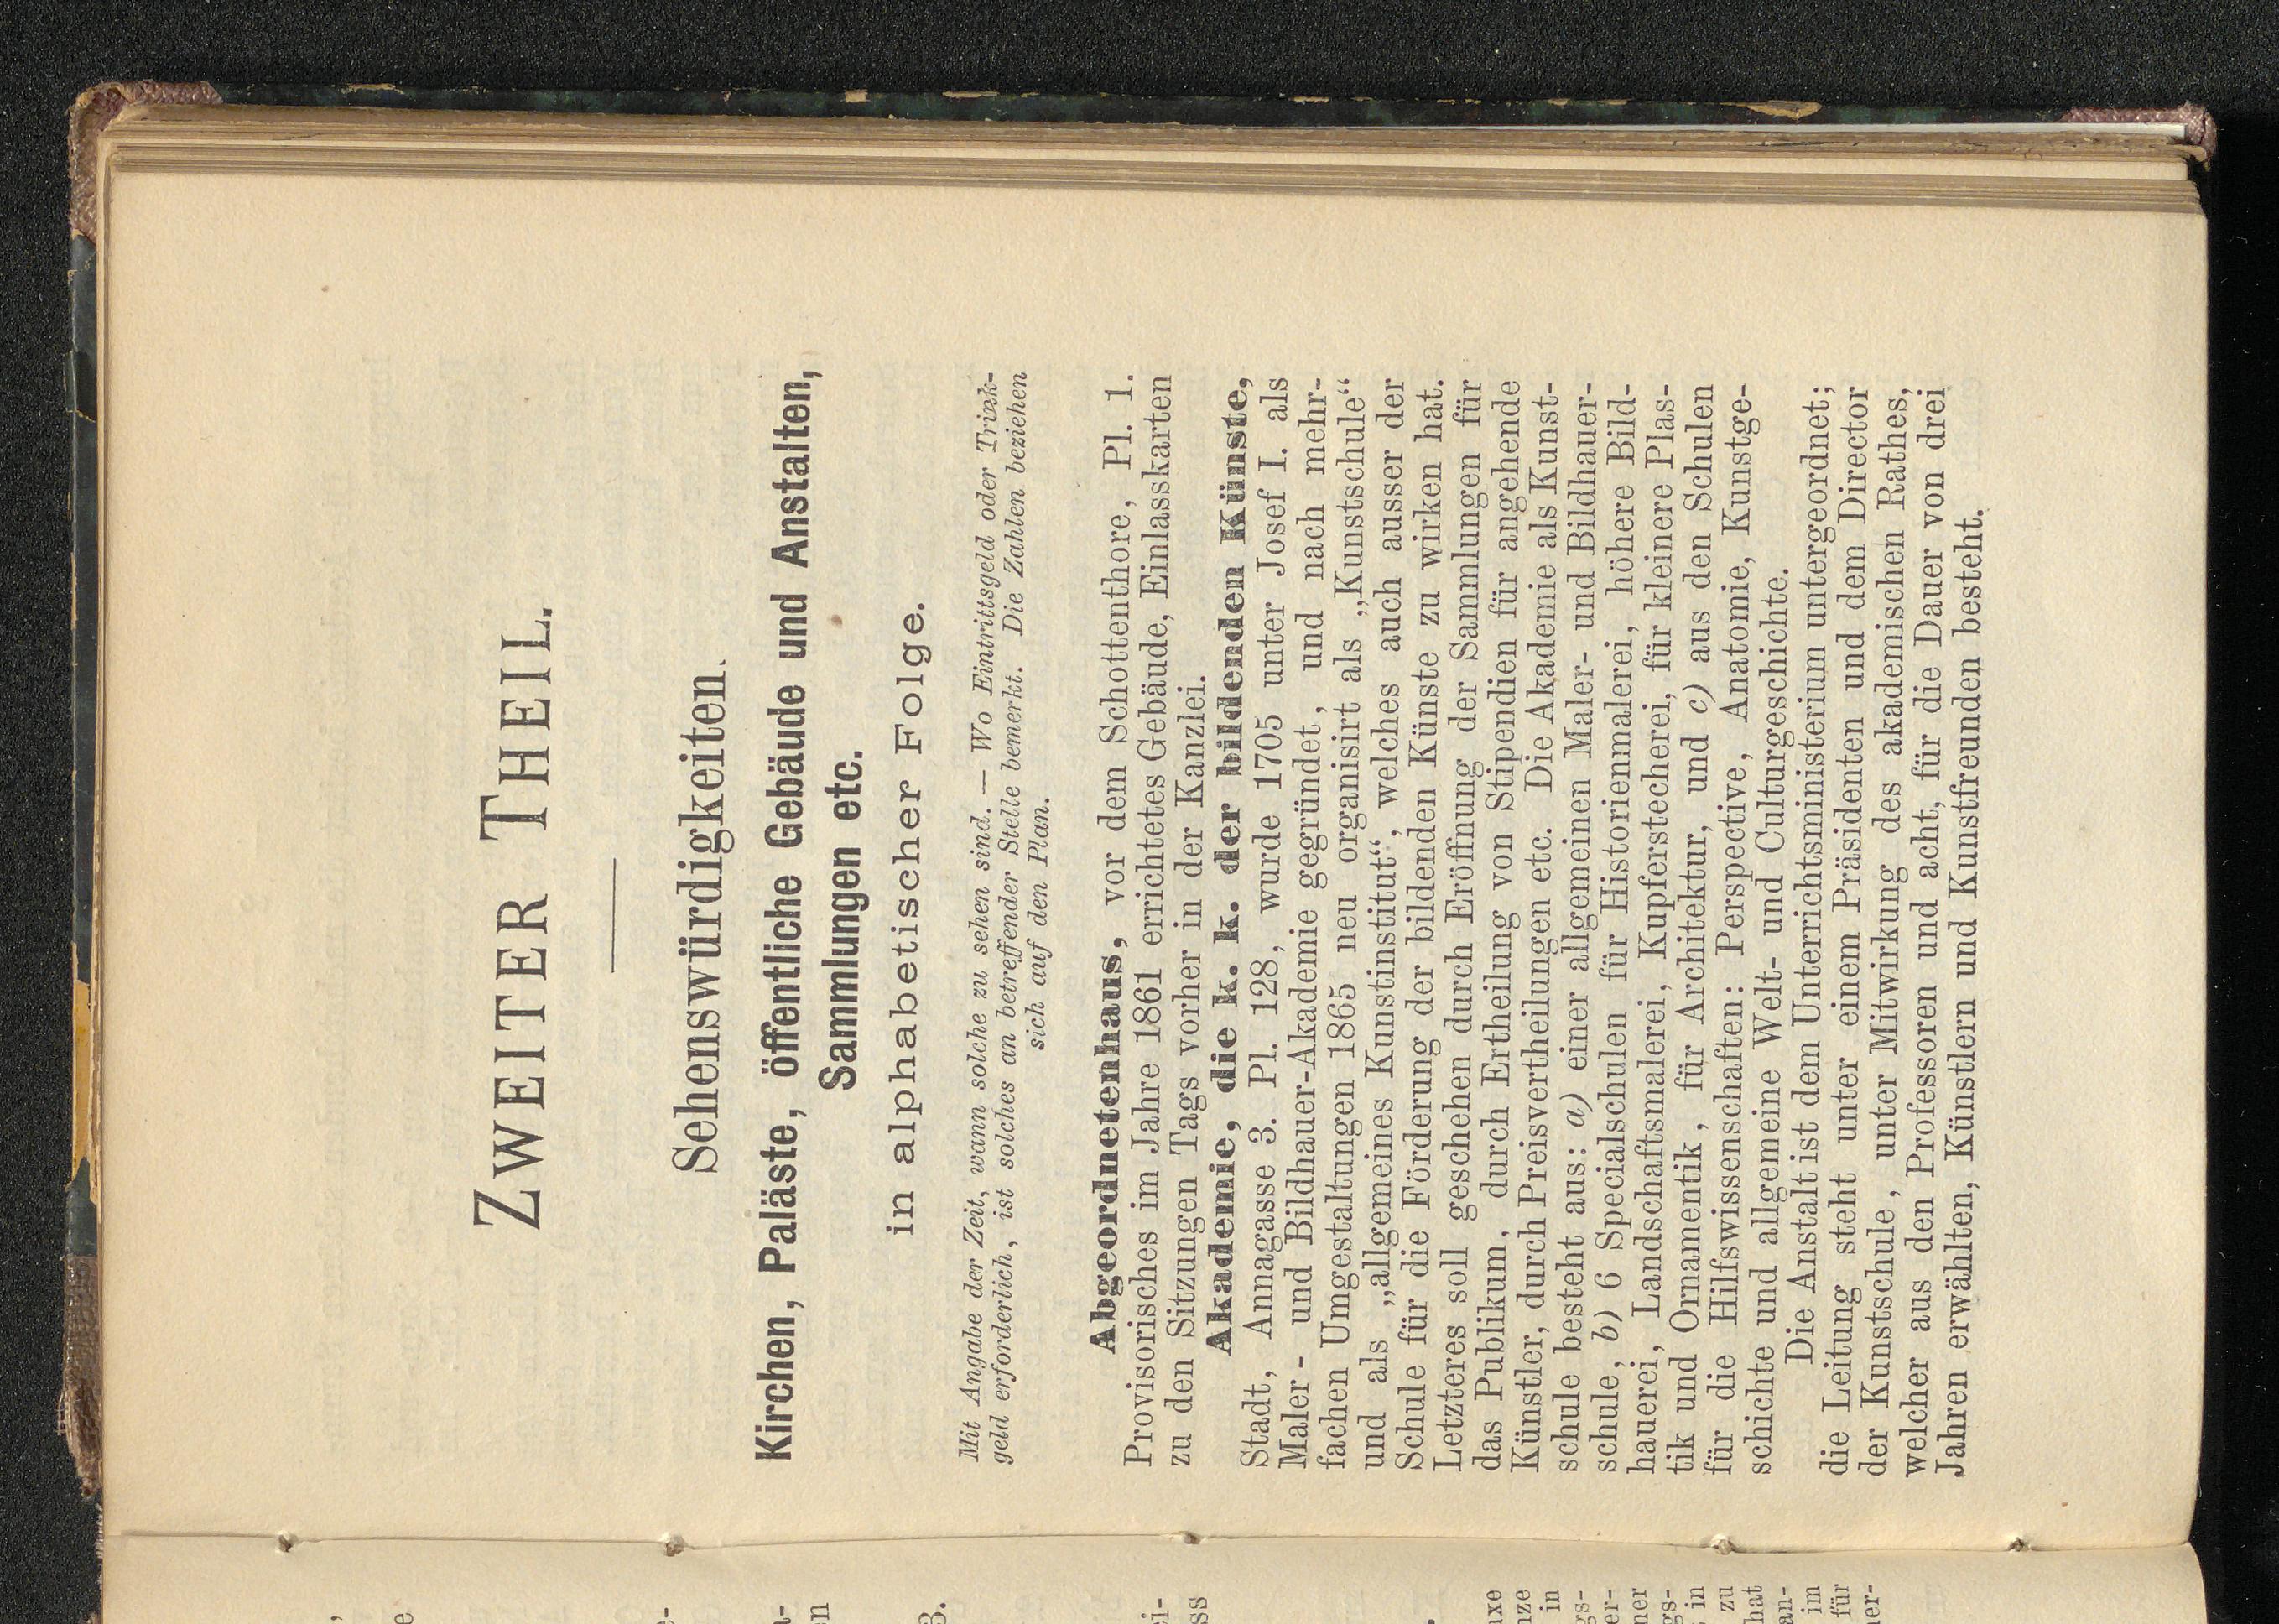 ZWEITER THEIL.
Sehenswürdigkeiten.
Kirchen, Paläste, öffentliche Gebäude und Anstalten,
Sammlungen etc.
in alphabetischer Folge.
Mit Angabe der Zeit, wann solche zu sehen sind. — Wo Eintrittsgeld oder Trink-
geld erforderlich, ist solches an betreffender Stelle bemerkt. Die Zahlen beziehen
sich auf den Plan.
Abgeordnetenhaus, vor dem Schottenthore, Pl. 1.
Provisorisches im Jahre 1861 errichtetes Gebäude, Einlasskarten
zu den Sitzungen Tags vorher in der Kanzlei.
Akademie, die k. k. der bildenden Künste,
Stadt, Annagasse 3. Pl. 128, wurde 1705 unter Josef I. als
Maler- und Bildhauer-Akademie gegründet, und nach mehr-
fachen Umgestaltungen 1865 neu organisirt als „Kunstschule“
und als „allgemeines Kunstinstitut“, welches auch ausser der
Schule für die Förderung der bildenden Künste zu wirken hat.
Letzteres soll geschehen durch Eröffnung der Sammlungen für
das Publikum, durch Ertheilung von Stipendien für angehende
Künstler, durch Preisvertheilungen etc. Die Akademie als Kunst-
schule besteht aus: a) einer allgemeinen Maler- und Bildhauer-
schule, b) 6 Specialschulen für Historienmalerei, höhere Bild-
hauerei, Landschaftsmalerei, Kupferstecherei, für kleinere Plas-
tik und Ornamentik, für Architektur, und c) aus den Schulen
für die Hilfswissenschaften: Perspective, Anatomie, Kunstge-
schichte und allgemeine Welt- und Culturgeschichte.
Die Anstalt ist dem Unterrichtsministerium untergeordnet;
die Leitung steht unter einem Präsidenten und dem Director
der Kunstschule, unter Mitwirkung des akademischen Rathes,
welcher aus den Professoren und acht, für die Dauer von drei
Jahren erwählten, Künstlern und Kunstfreunden besteht.